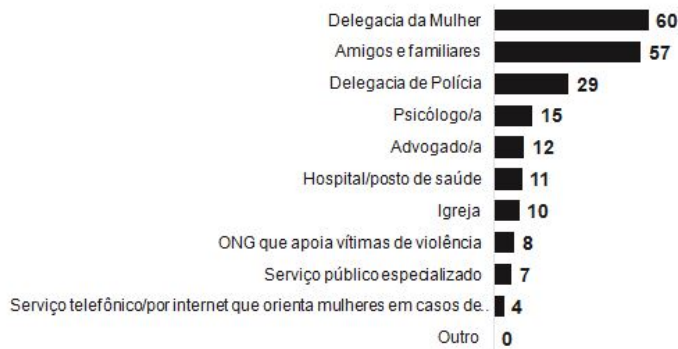 Delegacia da Mulher 60
Amigos e familiares 57
Delegacia de Polícia 29
Psicólogo/a 15
Advogado/a 12
Hospital/posto de saúde 11
Igreja 10
ONG que apoia vítimas de violência 8
Serviço público especializado 7
Serviço telefônico/por internet que orienta mulheres em casos de.. 4
Outro 0